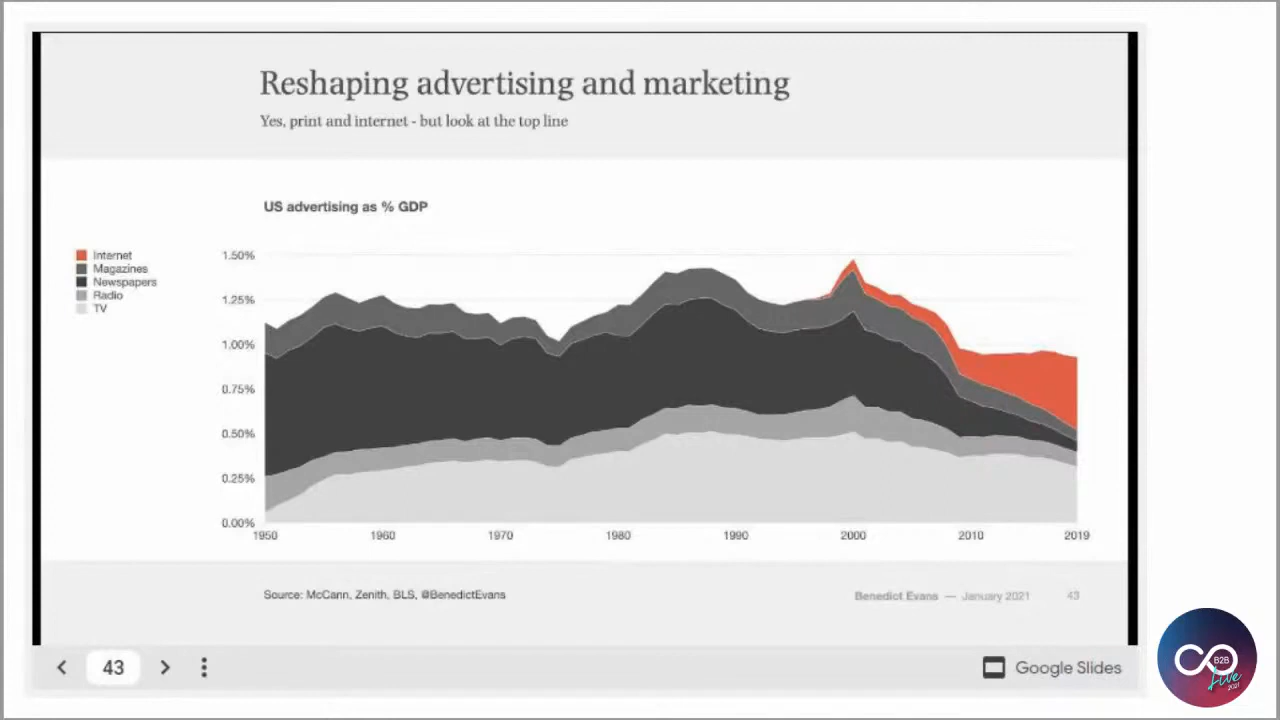 Reshaping advertising and marketing
Yes, print and internet - but look at the top line
US advertising as % GDP
Internet
Magazines
Newspapers
Radio
TV
1.50%
1.25%
1.00%
0.75%
0.50%
0.25%
0.00%
1950 1960 1970 1980 1990 2000 2010 2019
Source: McCann, Zenith, BLS, @BenedictEvans
Benedict Evans — January 2021 43
43
Google Slides
B2B
Live
2021